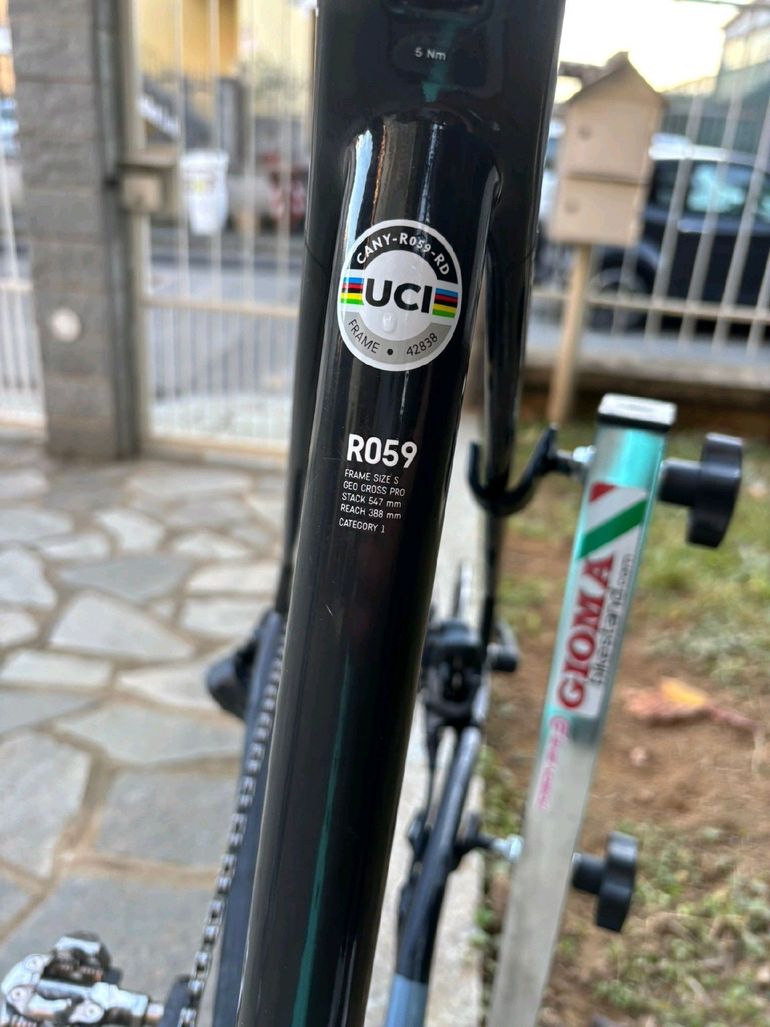 5 Nm
CANY-R059-RD
UCI
FRAME • 42838
R059
FRAME SIZE S
GEO CROSS PRO
STACK 547 mm
REACH 388 mm
CATEGORY 1
GIOMA
bikestand.com